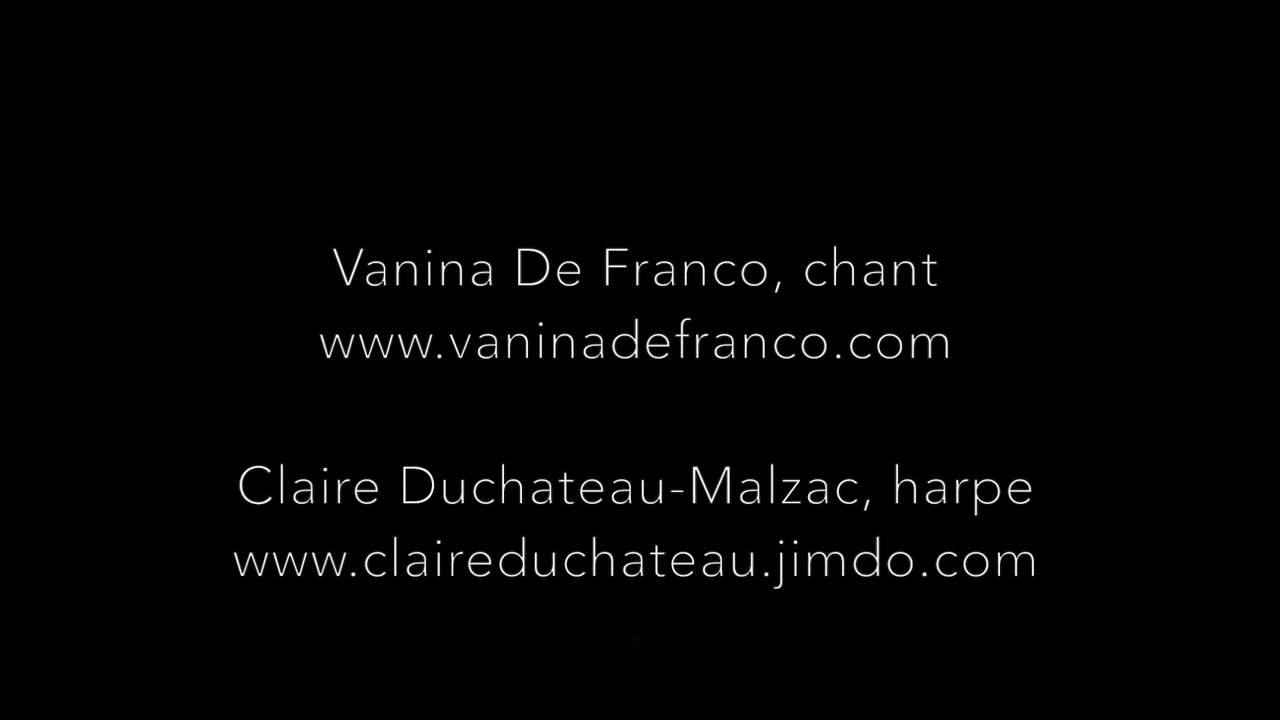 Vanina De Franco, chant
www.vaninadefranco.com
Claire Duchateau-Malzac, harpe
www.claireduchateau.jimdo.com